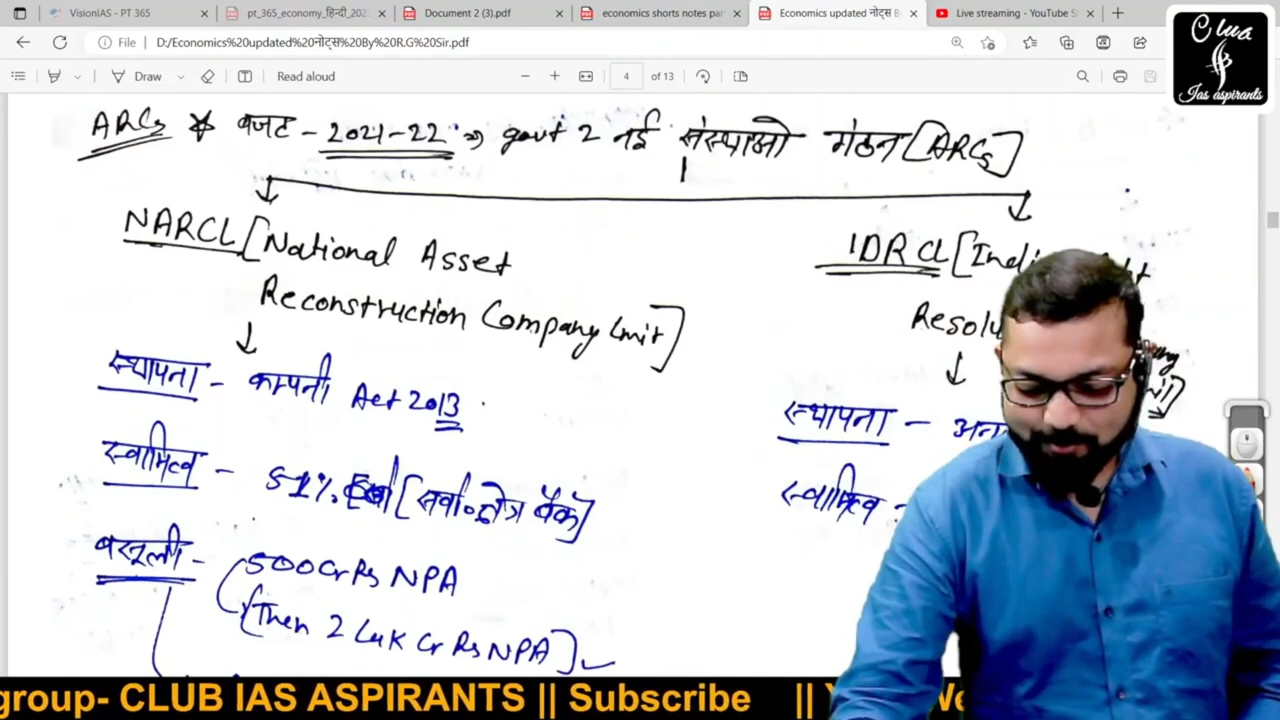 VisionIAS - PT 365
pt_365_economy_हिन्दी_202
Document 2 (3).pdf
economics shorts notes par
Economics updated नोट्स B
Live streaming - YouTube S
File D:/Economics%20updated%20नोट्स%20By%20R.G%20Sir.pdf
Draw Read aloud 4 of 13
Clua
Ias aspirants
ARCs * बजट - 2021-22 => govt 2 नई संस्थाओ गठन [ARCs]
NARCL [National Asset
Reconstruction Company Lmit]
IDRCL [Indi
Resolu
स्थापना - कम्पनी Act 2013
स्वामित्व - 51% [सर्वा. क्षेत्र बैंक]
वसूली - 500 Cr Rs NPA
[Then 2 Lak Cr Rs NPA]
स्थापना -
स्वामित्व -
group- CLUB IAS ASPIRANTS || Subscribe ||